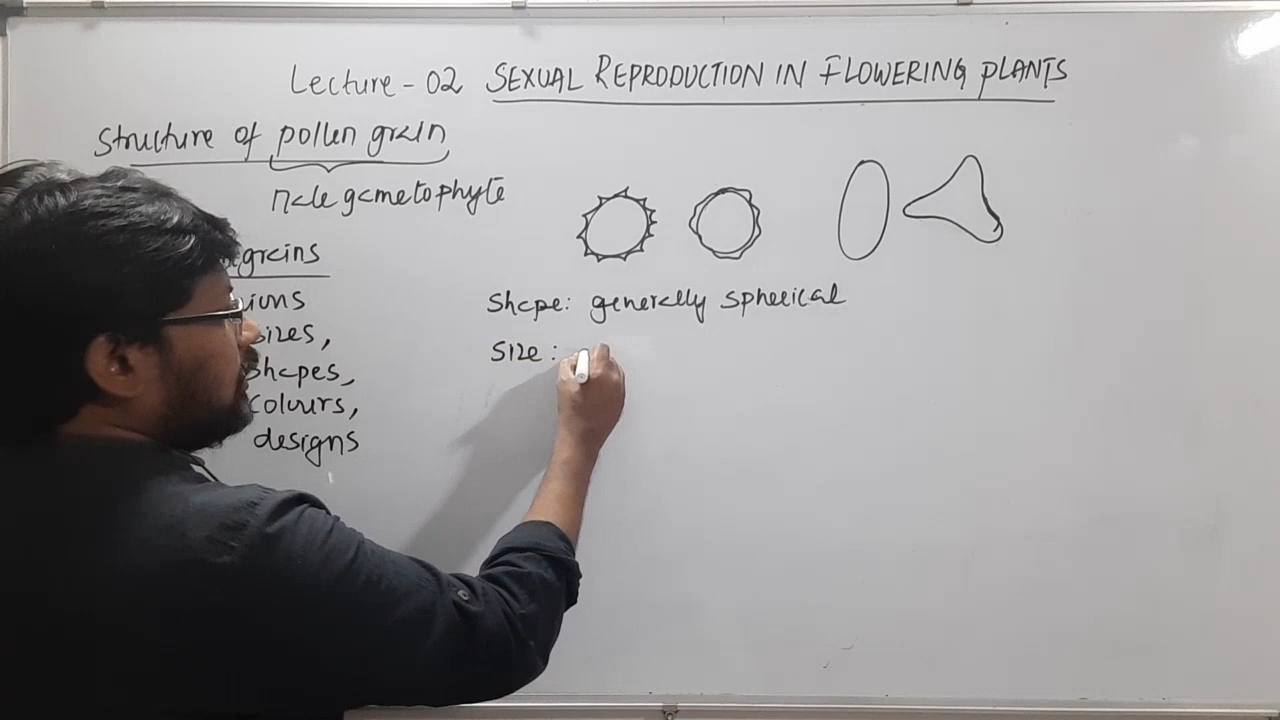 Lecture - 02 SEXUAL REPRODUCTION IN FLOWERING PLANTS
Structure of pollen grain
Male gametophyte
grains
sizes,
shapes,
colours,
designs
Shape: generally spherical
Size: